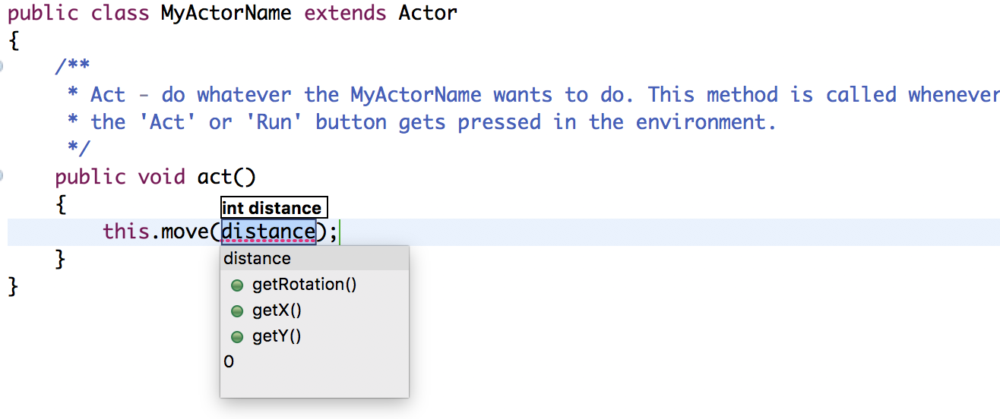 public class MyActorName extends Actor
{
/**
* Act - do whatever the MyActorName wants to do. This method is called whenever
* the 'Act' or 'Run' button gets pressed in the environment.
*/
public void act()
{
int distance
this.move(distance);
distance
getRotation()
getX()
getY()
0
}
}